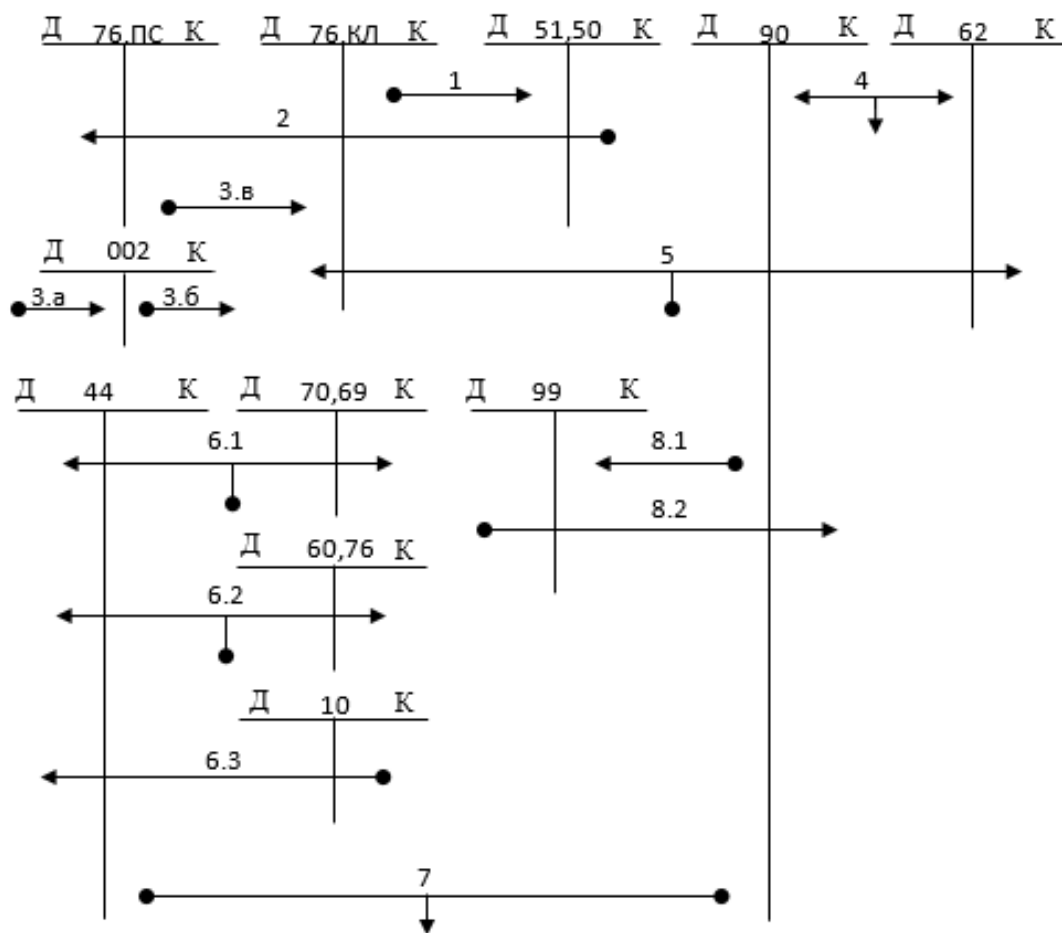 Д 76.ПС К Д 76.КЛ К Д 51,50 К Д 90 К Д 62 К
1 4
2
3.в
Д 002 К 5
3.а 3.б
Д 44 К Д 70,69 К Д 99 К
6.1 8.1
8.2
Д 60,76 К
6.2
Д 10 К
6.3
7